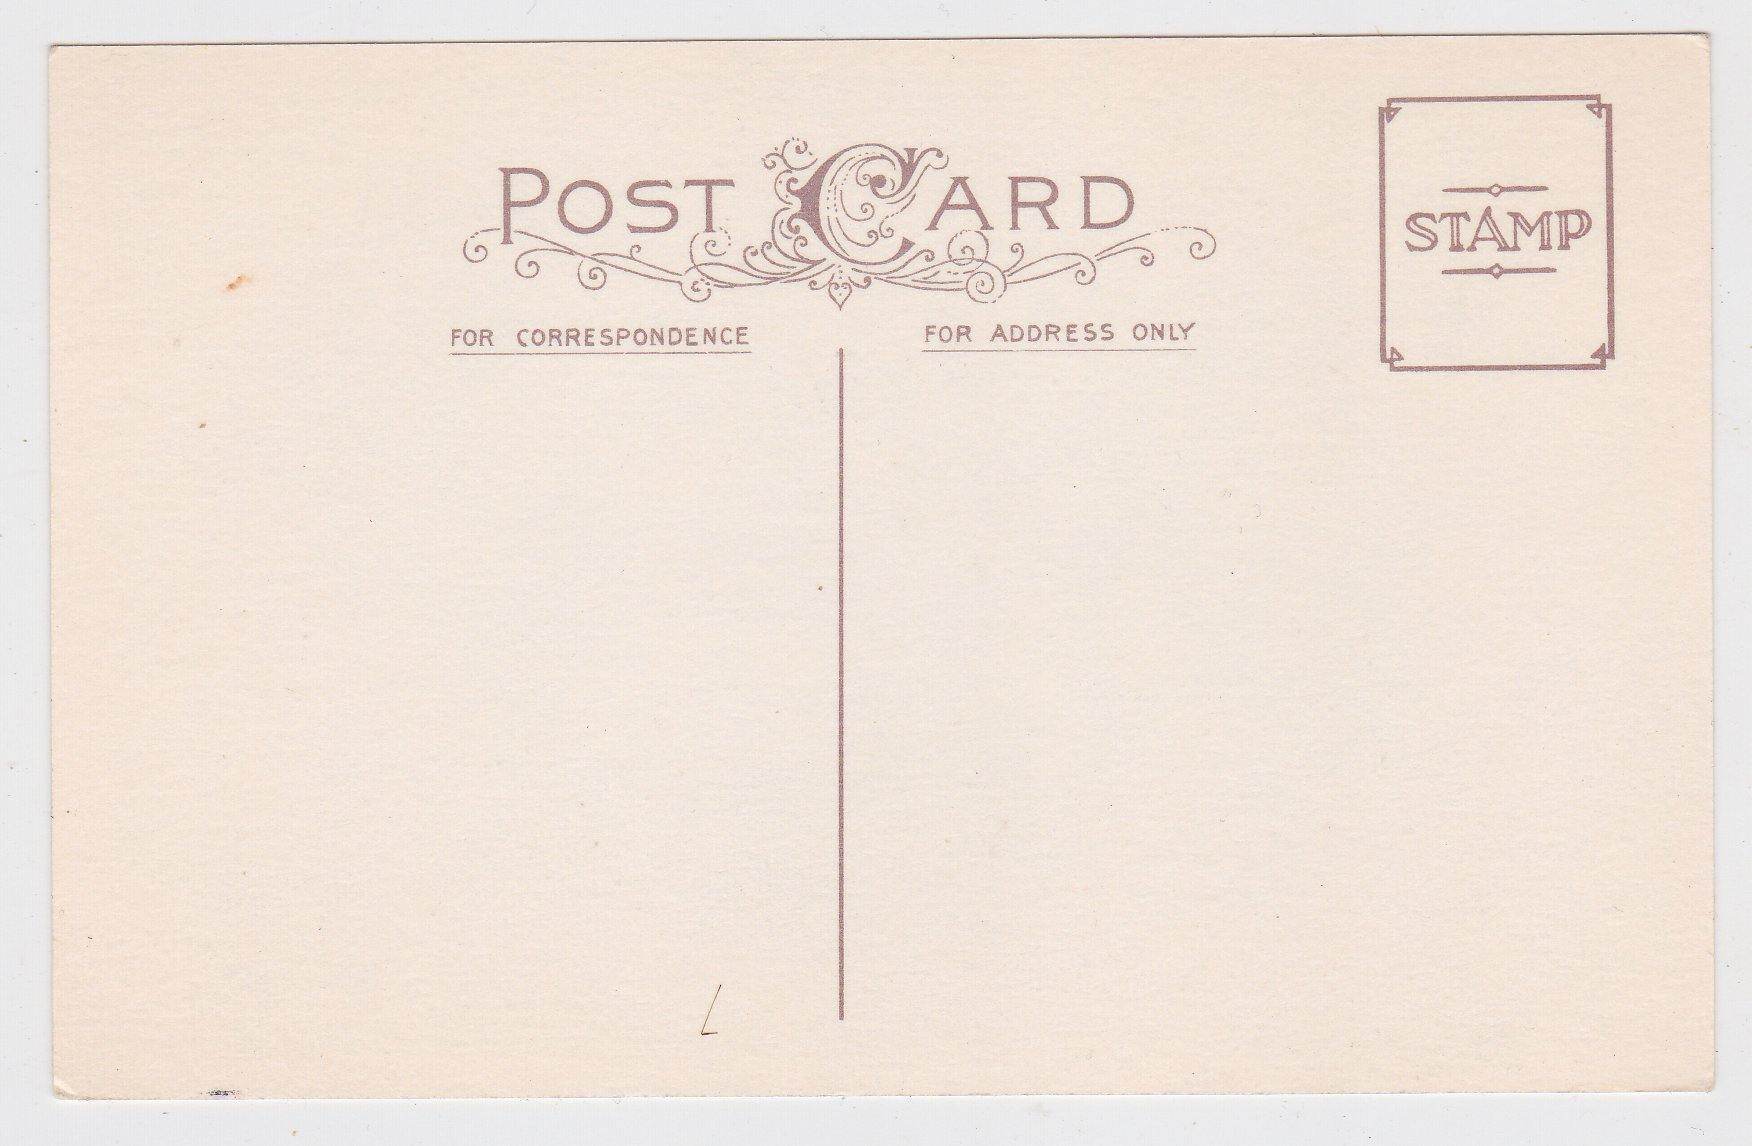 POST CARD
STAMP
FOR CORRESPONDENCE
FOR ADDRESS ONLY